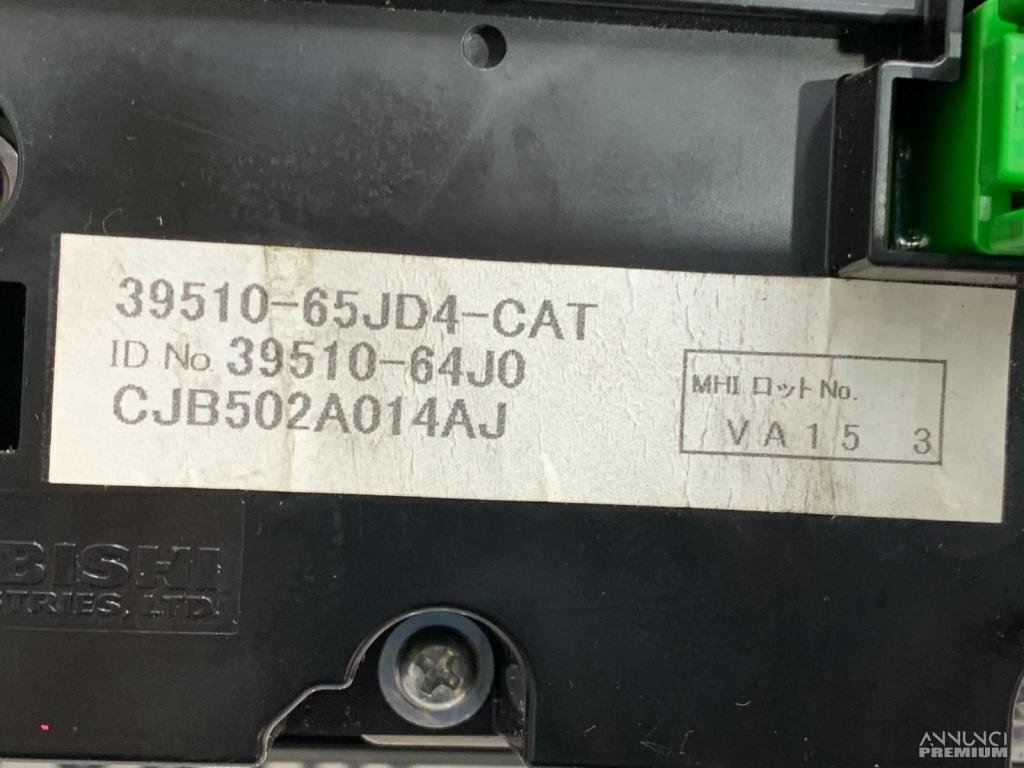 39510-65JD4-CAT
ID No. 39510-64J0
CJB502A014AJ
MHI ロット No.
VA15 3
BISHI
STRIES, LTD.
ANNUNCI
PREMIUM